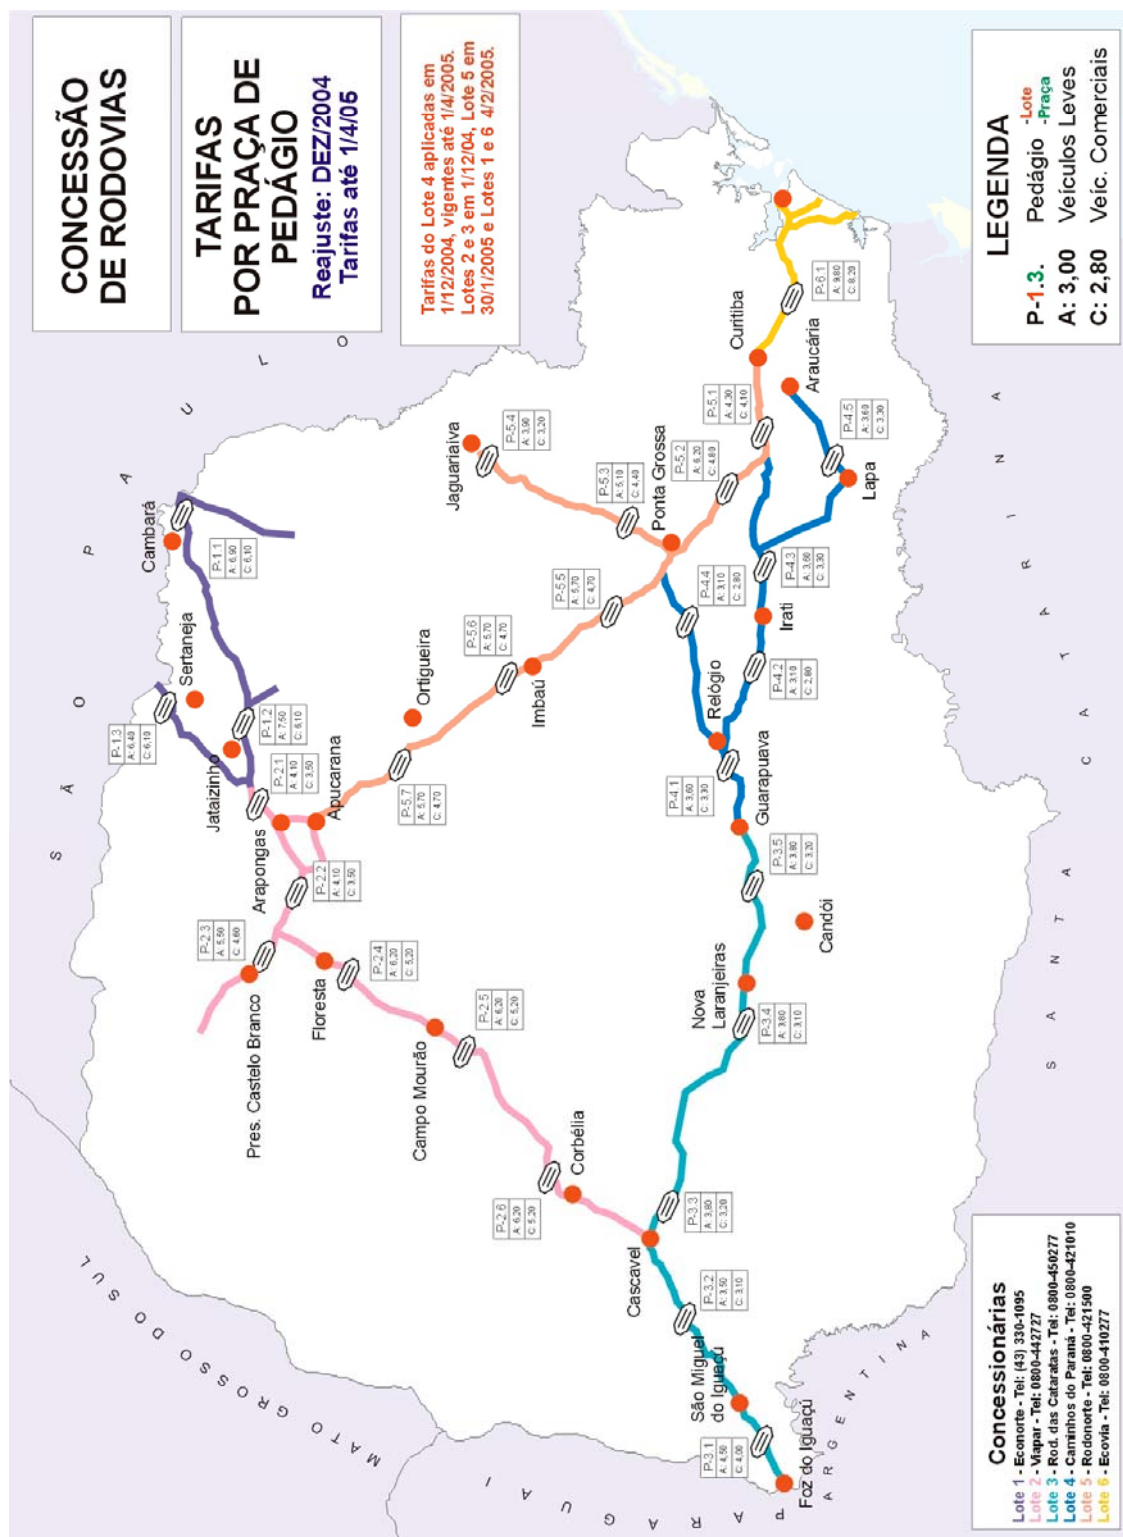 CONCESSÃO
DE RODOVIAS
TARIFAS
POR PRAÇA DE
PEDÁGIO
Reajuste: DEZ/2004
Tarifas até 1/4/05
Tarifas do Lote 4 aplicadas em
1/12/2004, vigentes até 1/4/2005.
Lotes 2 e 3 em 1/12/04, Lote 5 em
30/1/2005 e Lotes 1 e 6 4/2/2005.
SÃO PAULO
MATO GROSSO DO SUL
PARAGUAI
ARGENTINA
SANTA CATARINA
Cambará
P-1.1
A: 6,90
C: 6,10
Sertaneja
P-1.3
A: 6,40
C: 6,10
Jataizinho
P-1.2
A: 7,50
C: 6,10
P-2.1
A: 4,10
C: 3,50
Arapongas
Apucarana
P-2.2
A: 4,10
C: 3,50
P-2.3
A: 5,50
C: 4,60
Pres. Castelo Branco
Floresta
P-2.4
A: 6,20
C: 5,20
Campo Mourão
P-2.5
A: 6,20
C: 5,20
P-2.6
A: 6,20
C: 5,20
Corbélia
Cascavel
Jaguariaiva
P-5.4
A: 3,90
C: 3,20
P-5.3
A: 5,10
C: 4,40
Ponta Grossa
P-5.2
A: 6,20
C: 4,80
P-5.1
A: 4,30
C: 4,10
Curitiba
P-6.1
A: 9,80
C: 8,20
Araucária
P-4.5
A: 3,60
C: 3,30
Lapa
P-5.5
A: 5,70
C: 4,70
P-5.6
A: 5,70
C: 4,70
Imbaú
Ortigueira
P-5.7
A: 5,70
C: 4,70
P-4.4
A: 3,10
C: 2,80
P-4.3
A: 3,60
C: 3,30
Irati
P-4.2
A: 3,10
C: 2,80
Relógio
P-4.1
A: 3,60
C: 3,30
Guarapuava
P-3.5
A: 3,80
C: 3,20
Candói
Nova
Laranjeiras
P-3.4
A: 3,80
C: 3,10
P-3.3
A: 3,80
C: 3,20
P-3.2
A: 3,50
C: 3,10
São Miguel
do Iguaçu
P-3.1
A: 4,50
C: 4,00
Foz do Iguaçú
LEGENDA
P-1.3. Pedágio -Lote
-Praça
A: 3,00 Veículos Leves
C: 2,80 Veíc. Comerciais
Concessionárias
Lote 1 - Econorte - Tel: (43) 330-1095
Lote 2 - Viapar - Tel: 0800-442727
Lote 3 - Rod. das Cataratas - Tel: 0800-450277
Lote 4 - Caminhos do Paraná - Tel: 0800-421010
Lote 5 - Rodonorte - Tel: 0800-421500
Lote 6 - Ecovia - Tel: 0800-410277